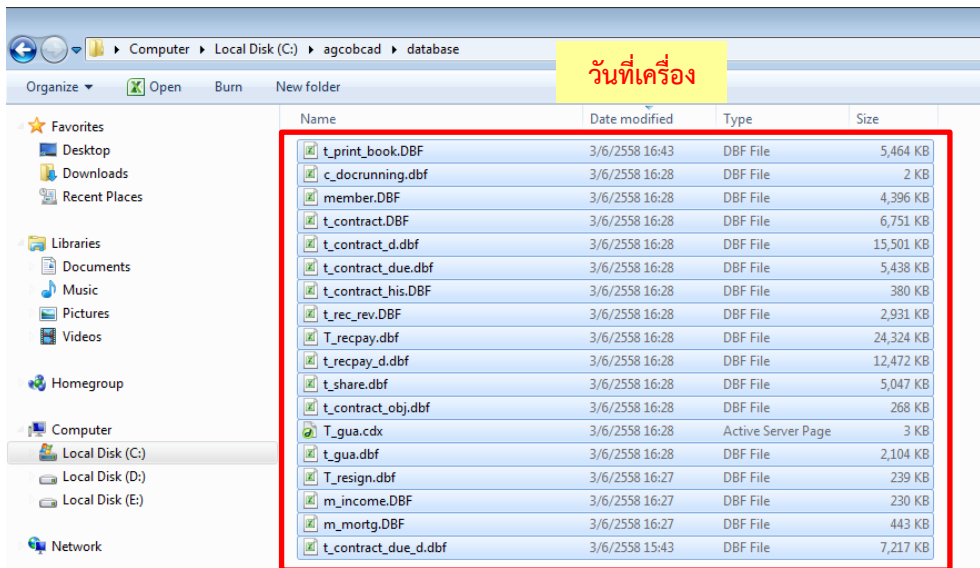 Computer ▸ Local Disk (C:) ▸ agcobcad ▸ database
วันที่เครื่อง
Organize ▾ Open Burn New folder
Name Date modified Type Size
Favorites
Desktop
Downloads
Recent Places
Libraries
Documents
Music
Pictures
Videos
Homegroup
Computer
Local Disk (C:)
Local Disk (D:)
Local Disk (E:)
Network
t_print_book.DBF 3/6/2558 16:43 DBF File 5,464 KB
c_docrunning.dbf 3/6/2558 16:28 DBF File 2 KB
member.DBF 3/6/2558 16:28 DBF File 4,396 KB
t_contract.DBF 3/6/2558 16:28 DBF File 6,751 KB
t_contract_d.dbf 3/6/2558 16:28 DBF File 15,501 KB
t_contract_due.dbf 3/6/2558 16:28 DBF File 5,438 KB
t_contract_his.DBF 3/6/2558 16:28 DBF File 380 KB
t_rec_rev.DBF 3/6/2558 16:28 DBF File 2,931 KB
T_recpay.dbf 3/6/2558 16:28 DBF File 24,324 KB
t_recpay_d.dbf 3/6/2558 16:28 DBF File 12,472 KB
t_share.dbf 3/6/2558 16:28 DBF File 5,047 KB
t_contract_obj.dbf 3/6/2558 16:28 DBF File 268 KB
T_gua.cdx 3/6/2558 16:28 Active Server Page 3 KB
t_gua.dbf 3/6/2558 16:28 DBF File 2,104 KB
T_resign.dbf 3/6/2558 16:27 DBF File 239 KB
m_income.DBF 3/6/2558 16:27 DBF File 230 KB
m_mortg.DBF 3/6/2558 16:27 DBF File 443 KB
t_contract_due_d.dbf 3/6/2558 15:43 DBF File 7,217 KB